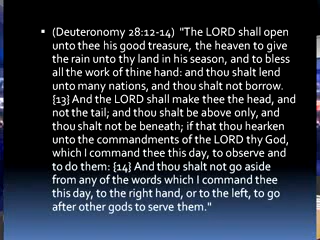 ▪ (Deuteronomy 28:12-14) "The LORD shall open
unto thee his good treasure, the heaven to give
the rain unto thy land in his season, and to bless
all the work of thine hand: and thou shalt lend
unto many nations, and thou shalt not borrow.
{13} And the LORD shall make thee the head, and
not the tail; and thou shalt be above only, and
thou shalt not be beneath; if that thou hearken
unto the commandments of the LORD thy God,
which I command thee this day, to observe and
to do them: {14} And thou shalt not go aside
from any of the words which I command thee
this day, to the right hand, or to the left, to go
after other gods to serve them."